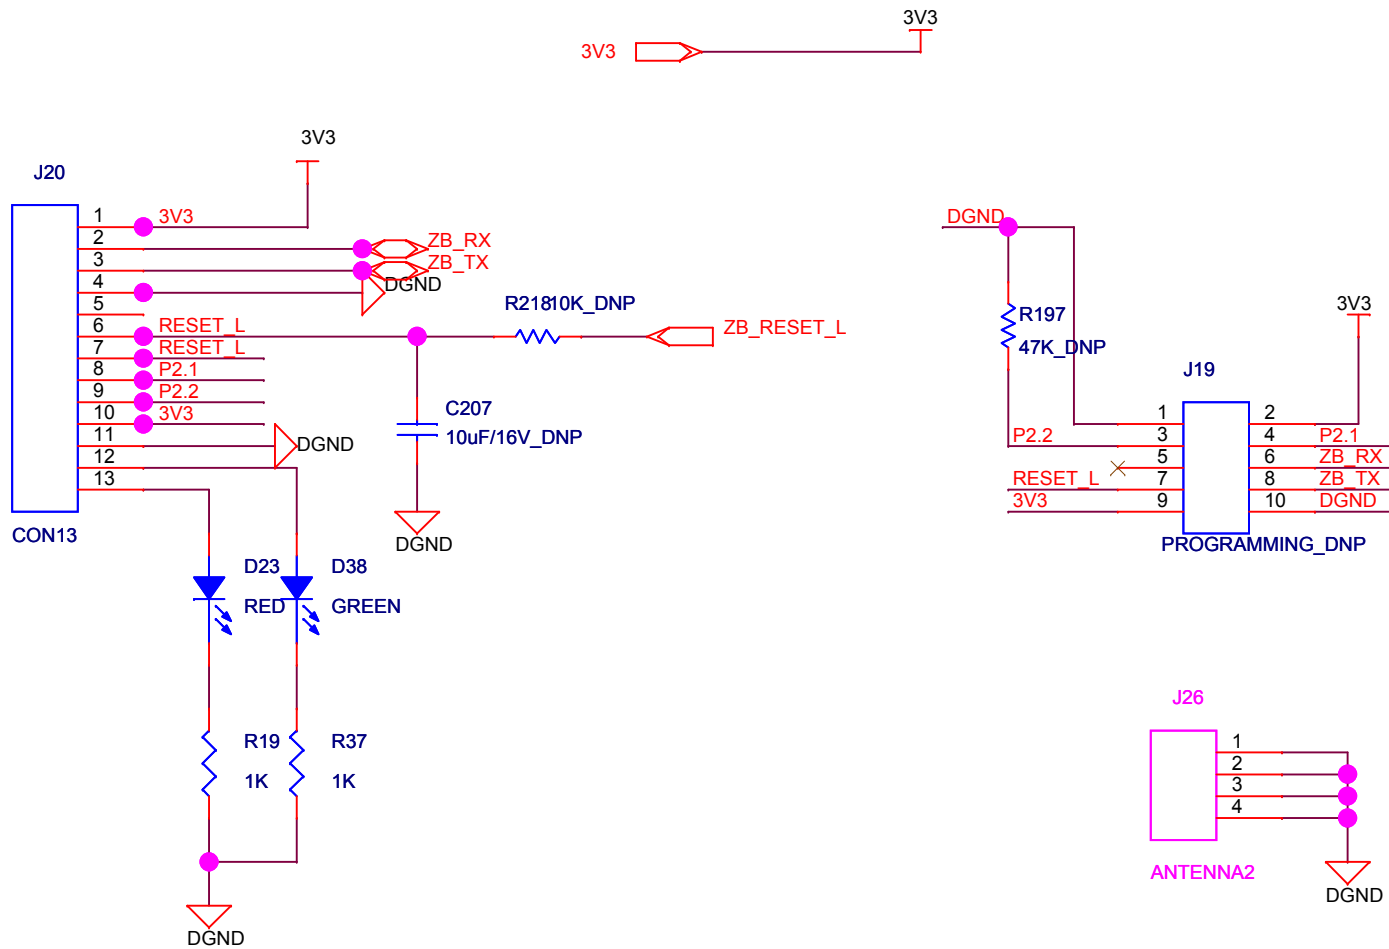 3V3
3V3
3V3
J20
1 3V3
2 ZB_RX
3 ZB_TX
4 DGND
5
6 RESET_L
7 RESET_L
8 P2.1
9 P2.2
10 3V3
11 DGND
12
13
CON13
R218 10K_DNP
ZB_RESET_L
C207
10uF/16V_DNP
DGND
D23
RED
D38
GREEN
R19
1K
R37
1K
DGND
DGND
R197
47K_DNP
3V3
J19
1 2
P2.2 3 4 P2.1
5 6 ZB_RX
RESET_L 7 8 ZB_TX
3V3 9 10 DGND
PROGRAMMING_DNP
J26
1
2
3
4
ANTENNA2
DGND